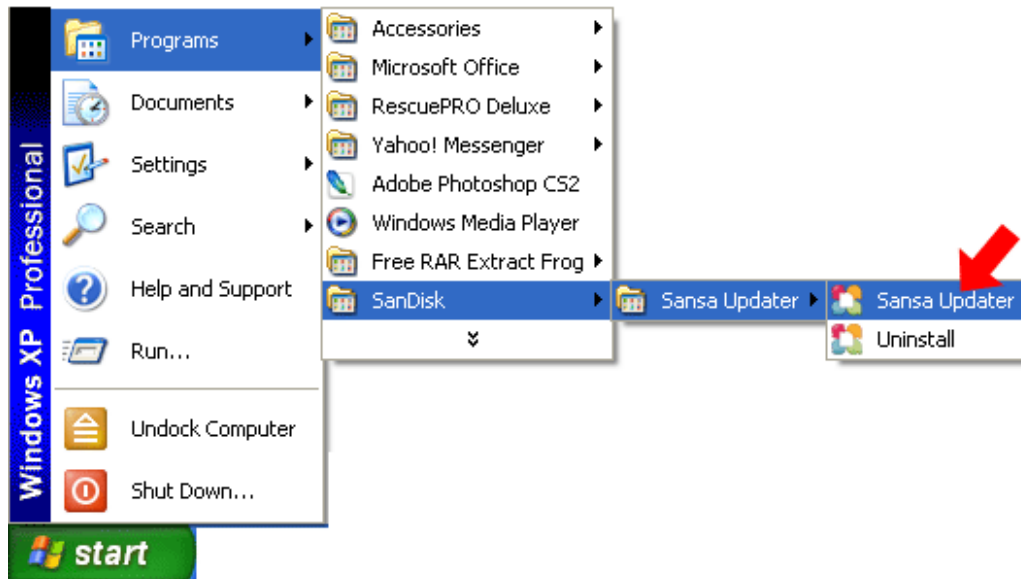 Windows XP Professional
Programs
Documents
Settings
Search
Help and Support
Run...
Undock Computer
Shut Down...
start
Accessories
Microsoft Office
RescuePRO Deluxe
Yahoo! Messenger
Adobe Photoshop CS2
Windows Media Player
Free RAR Extract Frog
SanDisk
Sansa Updater
Sansa Updater
Uninstall